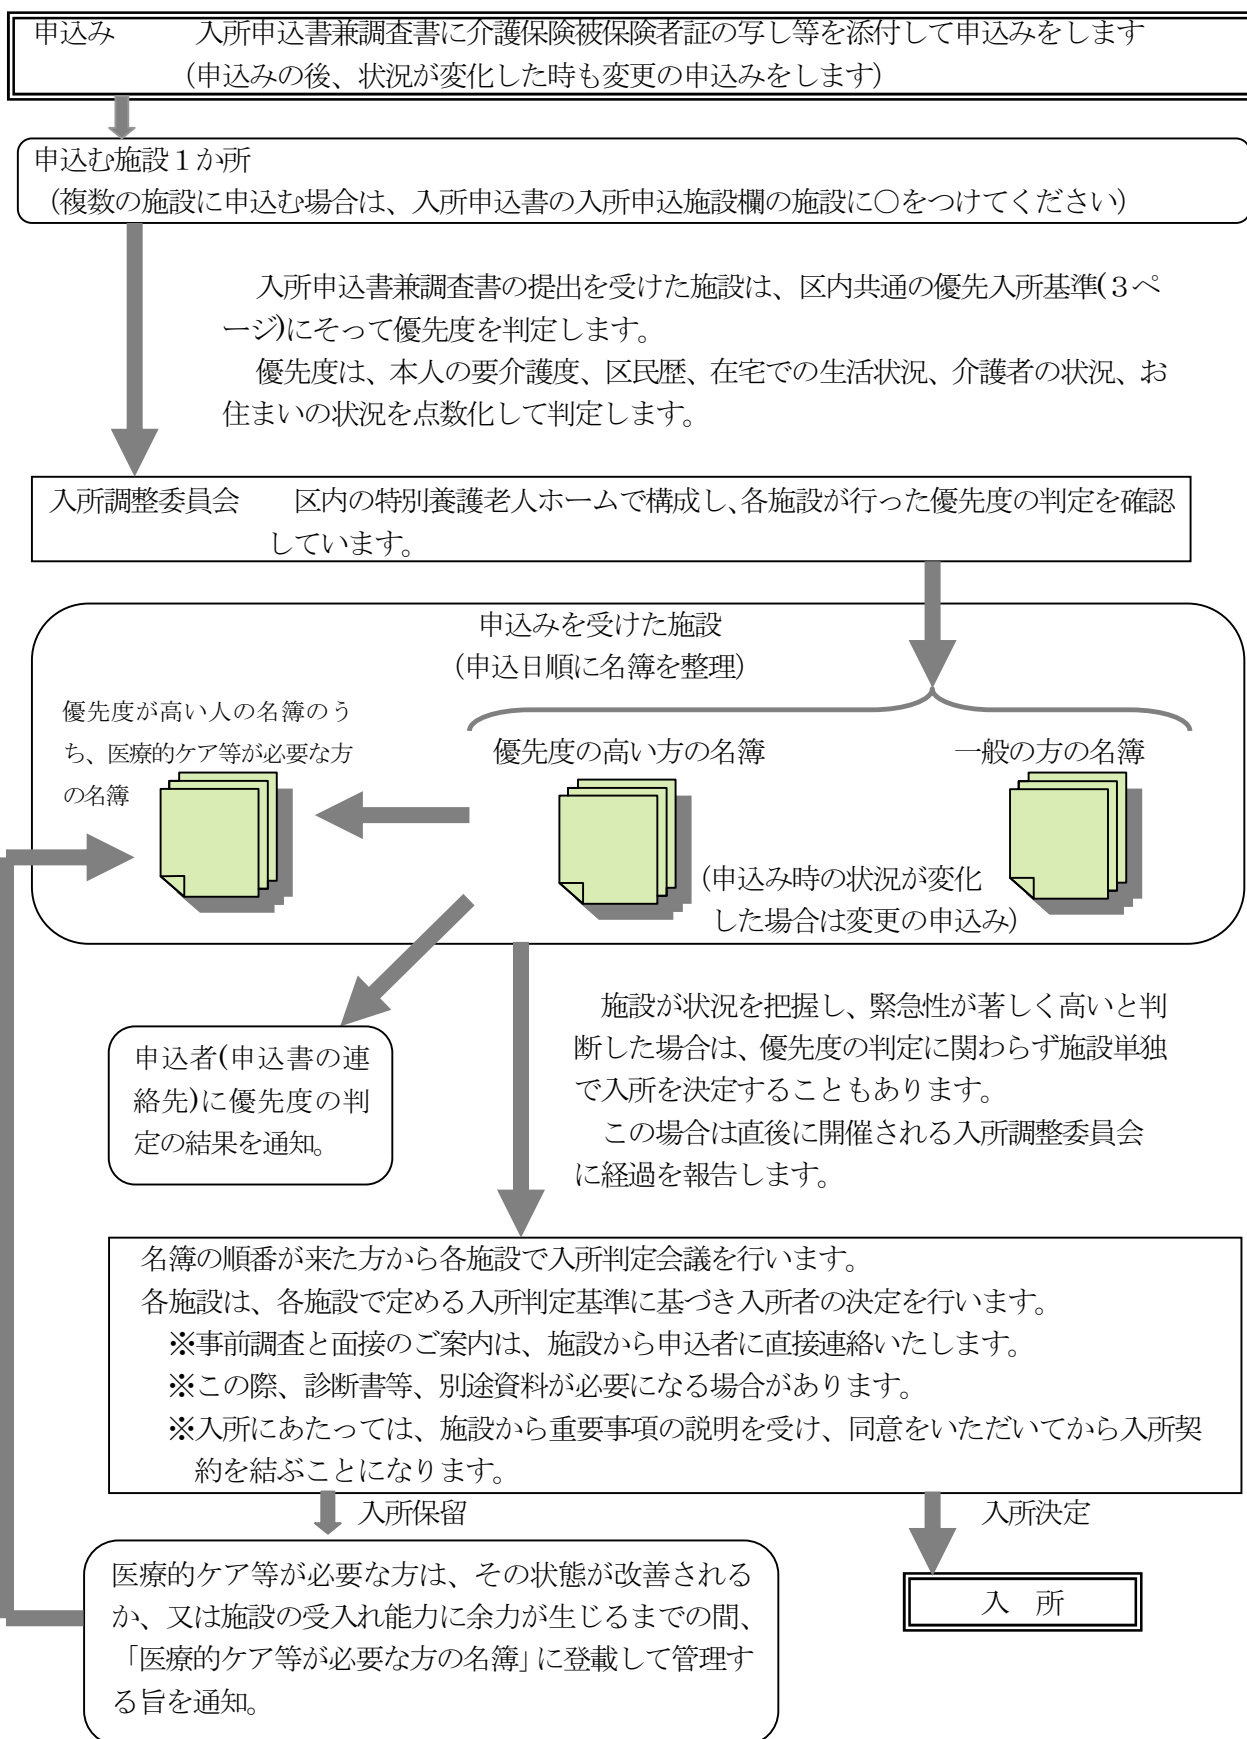 申込み　　入所申込書兼調査書に介護保険被保険者証の写し等を添付して申込みをします
（申込みの後、状況が変化した時も変更の申込みをします）
申込む施設１か所
（複数の施設に申込む場合は、入所申込書の入所申込施設欄の施設に○をつけてください）
入所申込書兼調査書の提出を受けた施設は、区内共通の優先入所基準(３ペ
ージ)にそって優先度を判定します。
優先度は、本人の要介護度、区民歴、在宅での生活状況、介護者の状況、お
住まいの状況を点数化して判定します。
入所調整委員会　　区内の特別養護老人ホームで構成し、各施設が行った優先度の判定を確認
しています。
申込みを受けた施設
（申込日順に名簿を整理）
優先度が高い人の名簿のう
ち、医療的ケア等が必要な方
の名簿
優先度の高い方の名簿
一般の方の名簿
（申込み時の状況が変化
した場合は変更の申込み）
申込者(申込書の連
絡先)に優先度の判
定の結果を通知。
施設が状況を把握し、緊急性が著しく高いと判
断した場合は、優先度の判定に関わらず施設単独
で入所を決定することもあります。
この場合は直後に開催される入所調整委員会
に経過を報告します。
名簿の順番が来た方から各施設で入所判定会議を行います。
各施設は、各施設で定める入所判定基準に基づき入所者の決定を行います。
※事前調査と面接のご案内は、施設から申込者に直接連絡いたします。
※この際、診断書等、別途資料が必要になる場合があります。
※入所にあたっては、施設から重要事項の説明を受け、同意をいただいてから入所契
約を結ぶことになります。
入所保留
入所決定
医療的ケア等が必要な方は、その状態が改善される
か、又は施設の受入れ能力に余力が生じるまでの間、
「医療的ケア等が必要な方の名簿」に登載して管理す
る旨を通知。
入　所